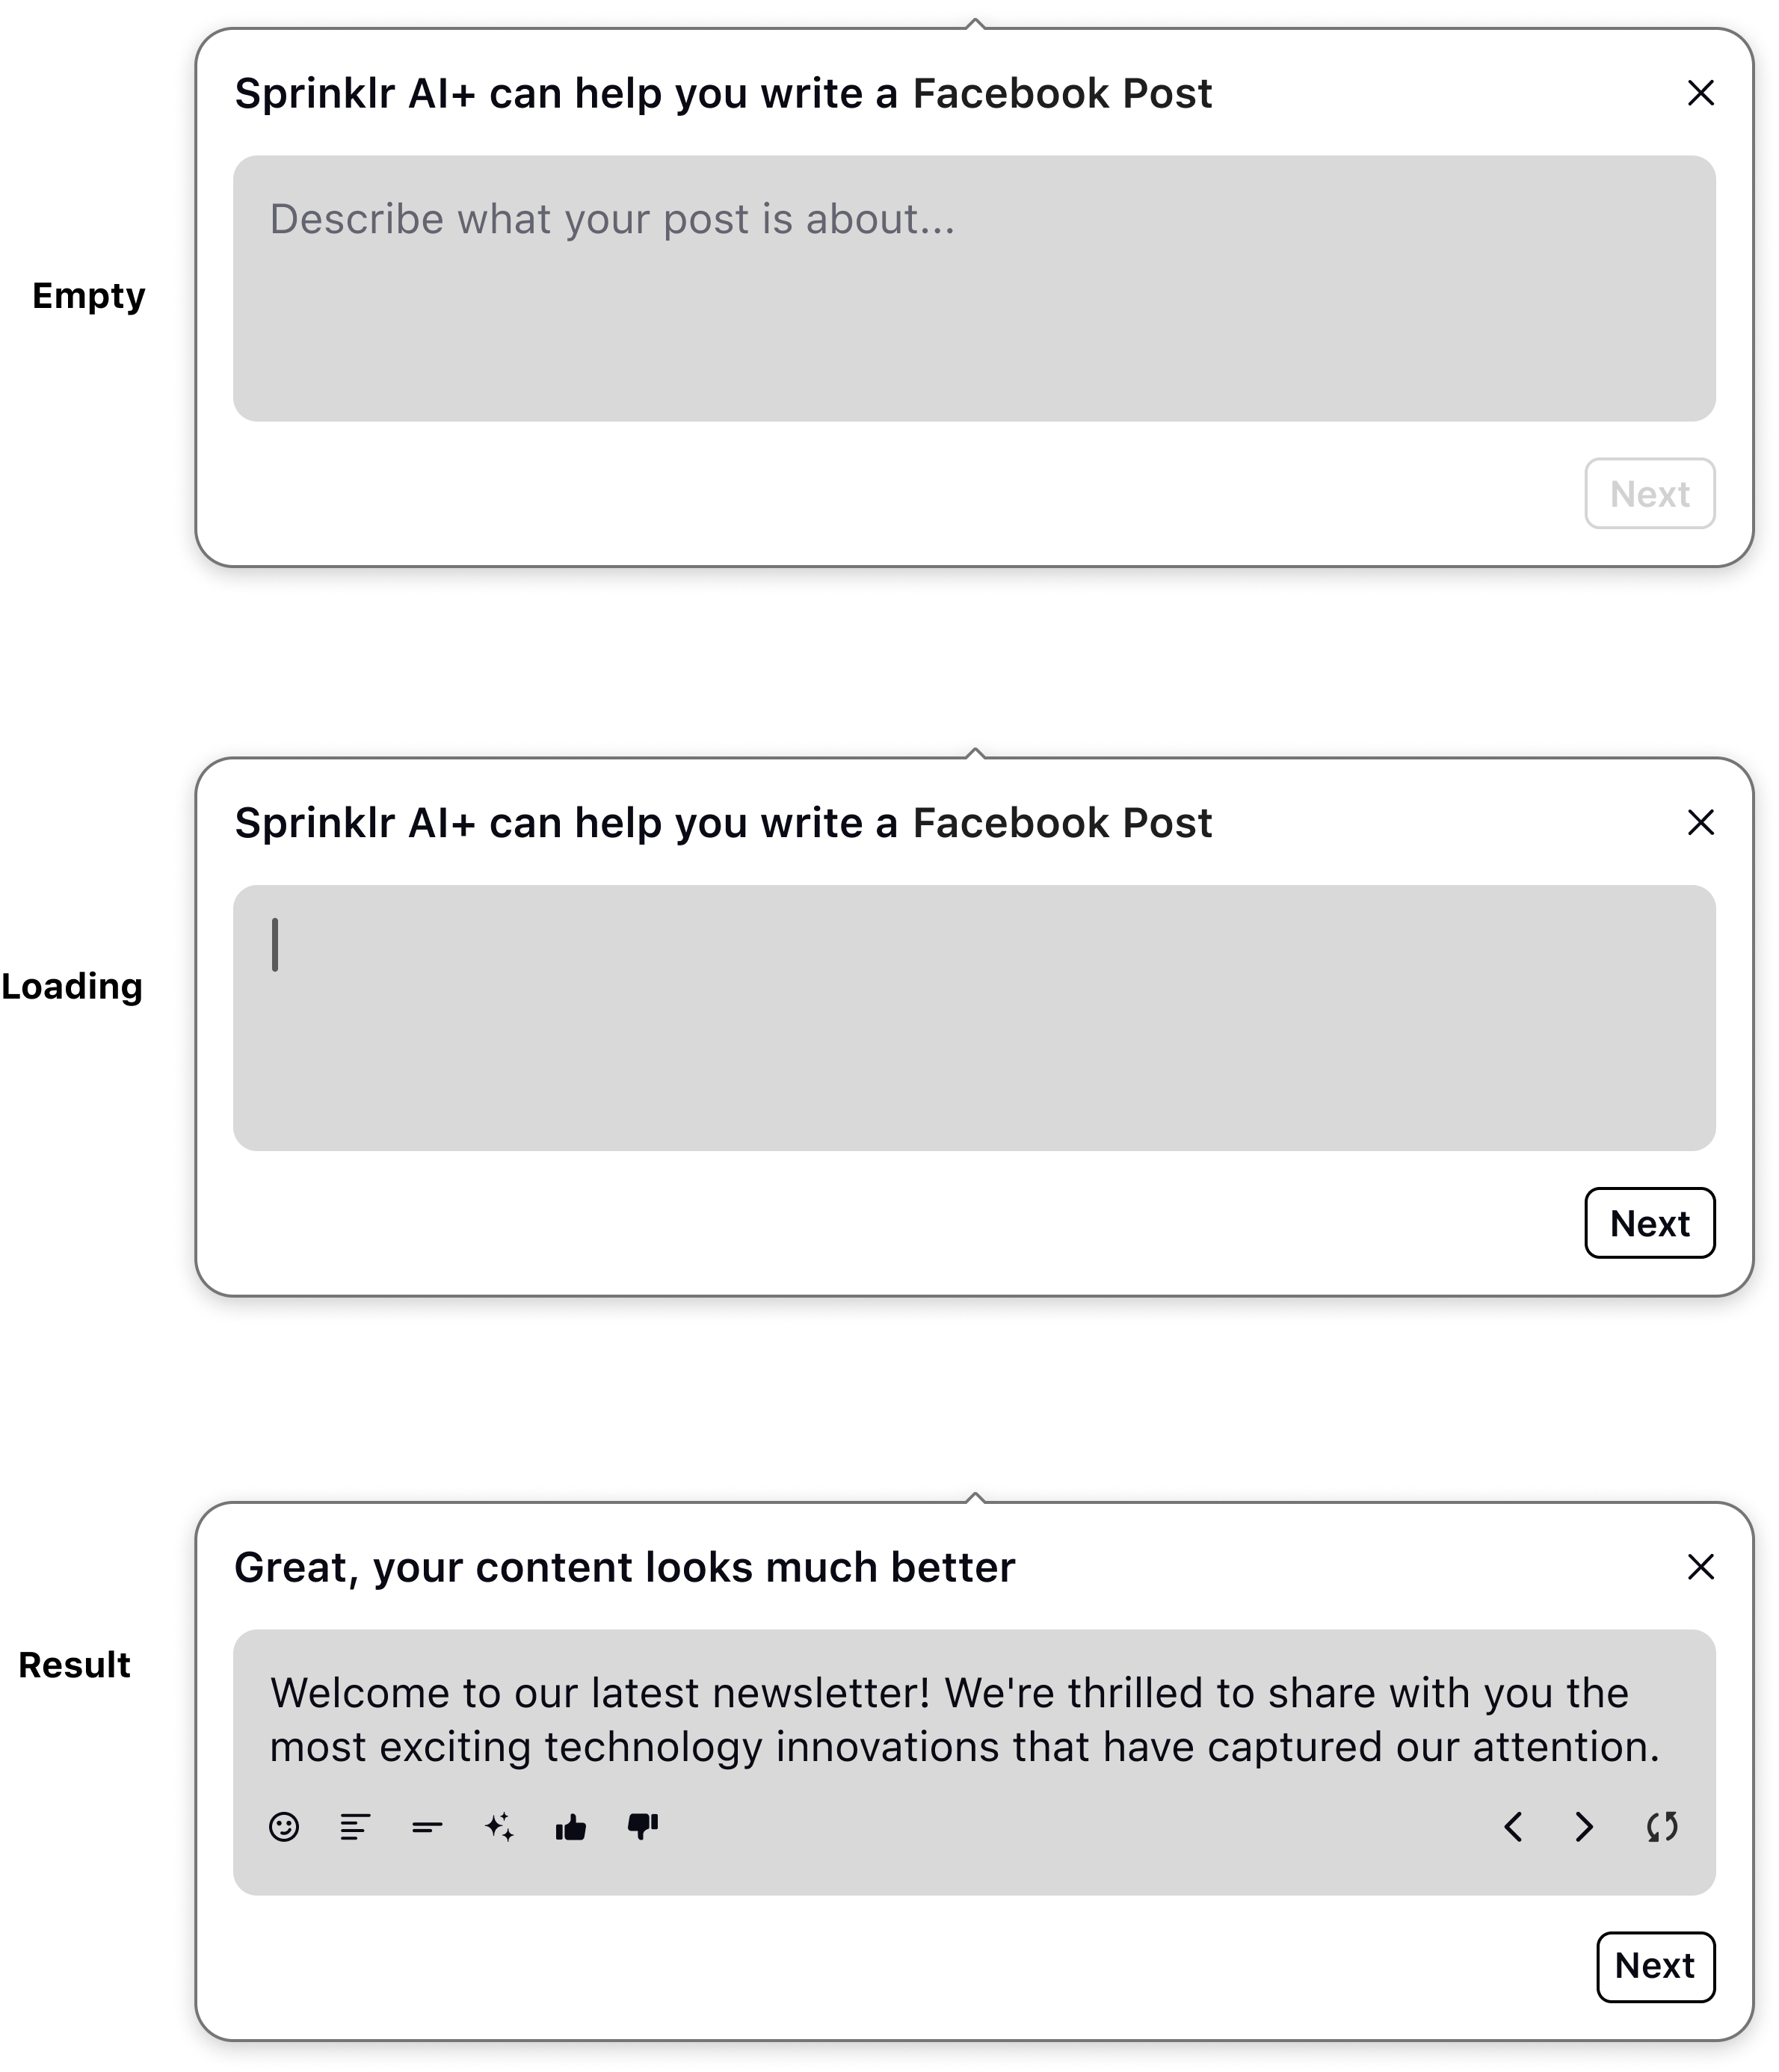 Sprinklr AI+ can help you write a Facebook Post
Describe what your post is about...
Empty
Next
Sprinklr AI+ can help you write a Facebook Post
Loading
Next
Great, your content looks much better
Result
Welcome to our latest newsletter! We're thrilled to share with you the
most exciting technology innovations that have captured our attention.
Next